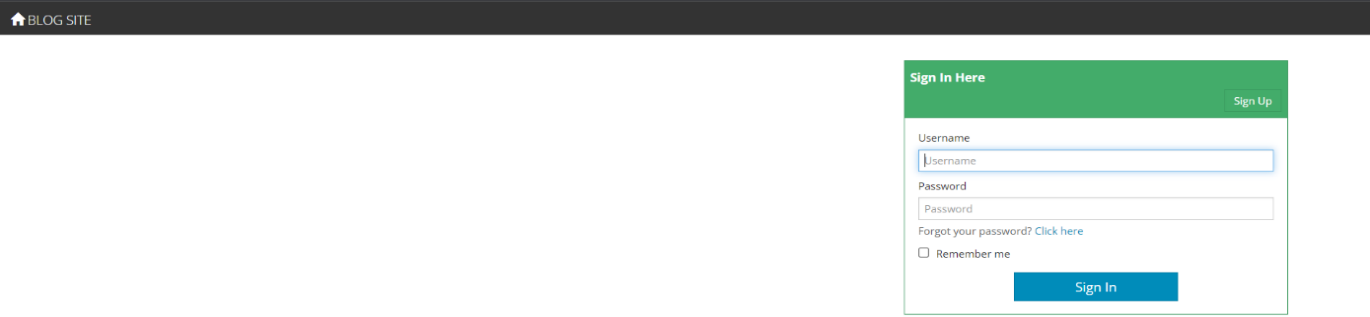 BLOG SITE
Sign In Here
Sign Up
Username
Username
Password
Password
Forgot your password? Click here
Remember me
Sign In